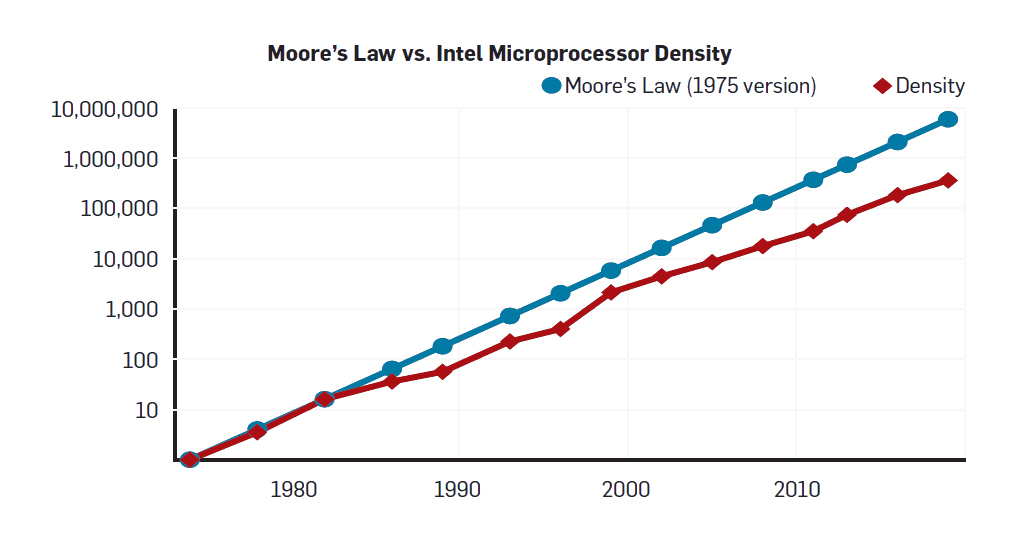 Moore's Law vs. Intel Microprocessor Density
Moore's Law (1975 version) Density
10,000,000
1,000,000
100,000
10,000
1,000
100
10
1980 1990 2000 2010